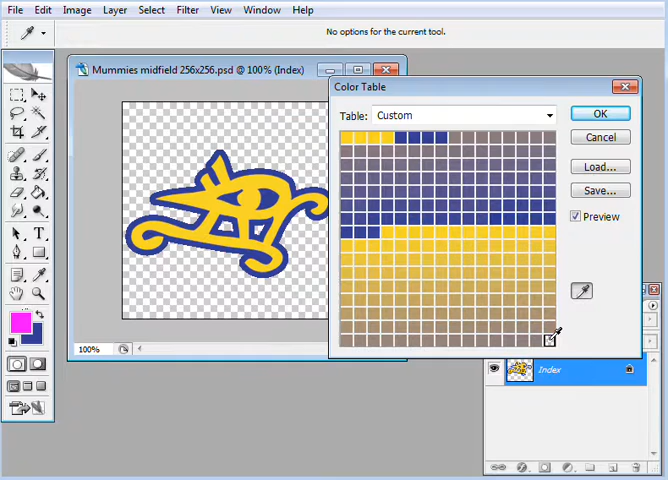 File Edit Image Layer Select Filter View Window Help
No options for the current tool.
Mummies midfield 256x256.psd @ 100% (Index)
Color Table
Table: Custom
OK
Cancel
Load...
Save...
Preview
T
100%
Index